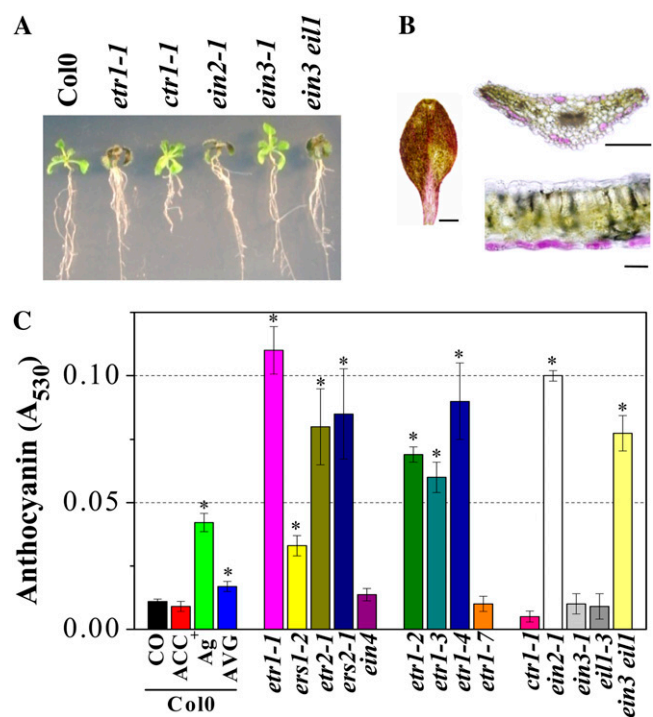 A
B
Col0
etr1-1
ctr1-1
ein2-1
ein3-1
ein3 eil1
C
Anthocyanin (A530)
0.10
0.05
0.00
CO
ACC
Ag+
AVG
Col0
etr1-1
ers1-2
etr2-1
ers2-1
ein4
etr1-2
etr1-3
etr1-4
etr1-7
ctr1-1
ein2-1
ein3-1
eil1-3
ein3 eil1
* * * * * * * * * * *